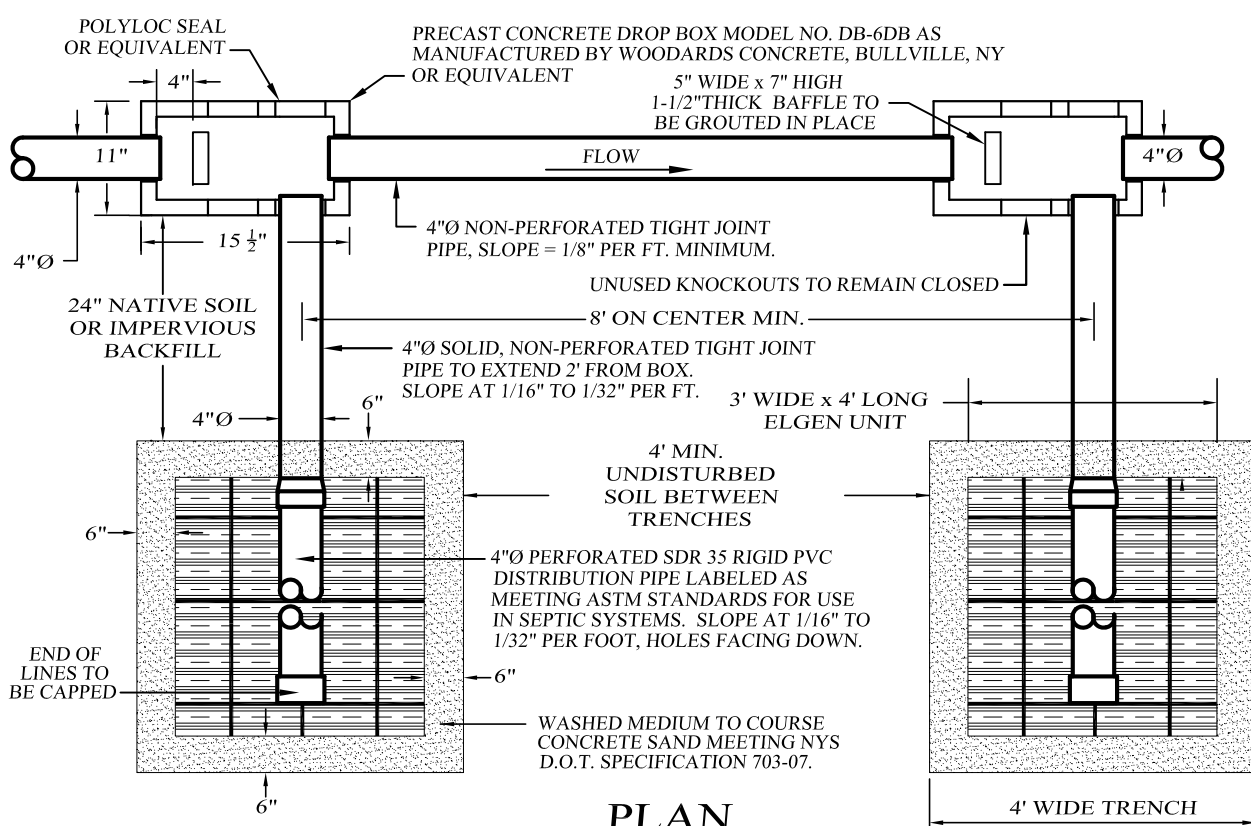 POLYLOC SEAL
OR EQUIVALENT
PRECAST CONCRETE DROP BOX MODEL NO. DB-6DB AS
MANUFACTURED BY WOODARDS CONCRETE, BULLVILLE, NY
OR EQUIVALENT
4"
5" WIDE x 7" HIGH
1-1/2"THICK BAFFLE TO
BE GROUTED IN PLACE
11"
FLOW
4"Ø
4"Ø
15 ½"
4"Ø NON-PERFORATED TIGHT JOINT
PIPE, SLOPE = 1/8" PER FT. MINIMUM.
UNUSED KNOCKOUTS TO REMAIN CLOSED
24" NATIVE SOIL
OR IMPERVIOUS
BACKFILL
8' ON CENTER MIN.
4"Ø SOLID, NON-PERFORATED TIGHT JOINT
PIPE TO EXTEND 2' FROM BOX.
SLOPE AT 1/16" TO 1/32" PER FT.
4"Ø
6"
3' WIDE x 4' LONG
ELGEN UNIT
4' MIN.
UNDISTURBED
SOIL BETWEEN
TRENCHES
6"
4"Ø PERFORATED SDR 35 RIGID PVC
DISTRIBUTION PIPE LABELED AS
MEETING ASTM STANDARDS FOR USE
IN SEPTIC SYSTEMS. SLOPE AT 1/16" TO
1/32" PER FOOT, HOLES FACING DOWN.
END OF
LINES TO
BE CAPPED
6"
WASHED MEDIUM TO COURSE
CONCRETE SAND MEETING NYS
D.O.T. SPECIFICATION 703-07.
6"
PLAN
4' WIDE TRENCH